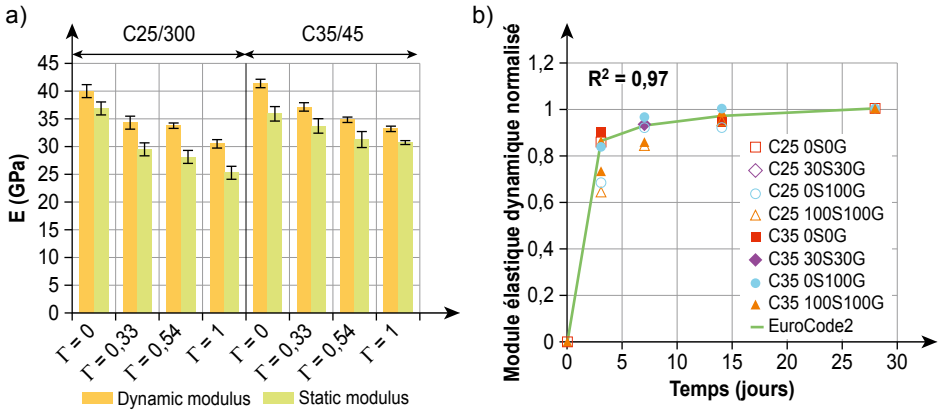 a)
C25/300
C35/45
E (GPa)
45
40
35
30
25
20
15
10
5
0
Γ = 0
Γ = 0,33
Γ = 0,54
Γ = 1
Γ = 0
Γ = 0,33
Γ = 0,54
Γ = 1
Dynamic modulus
Static modulus
b)
Module élastique dynamique normalisé
1,2
1
0,8
0,6
0,4
0,2
0
R² = 0,97
C25 0S0G
C25 30S30G
C25 0S100G
C25 100S100G
C35 0S0G
C35 30S30G
C35 0S100G
C35 100S100G
EuroCode2
0
5
10
15
20
25
30
Temps (jours)